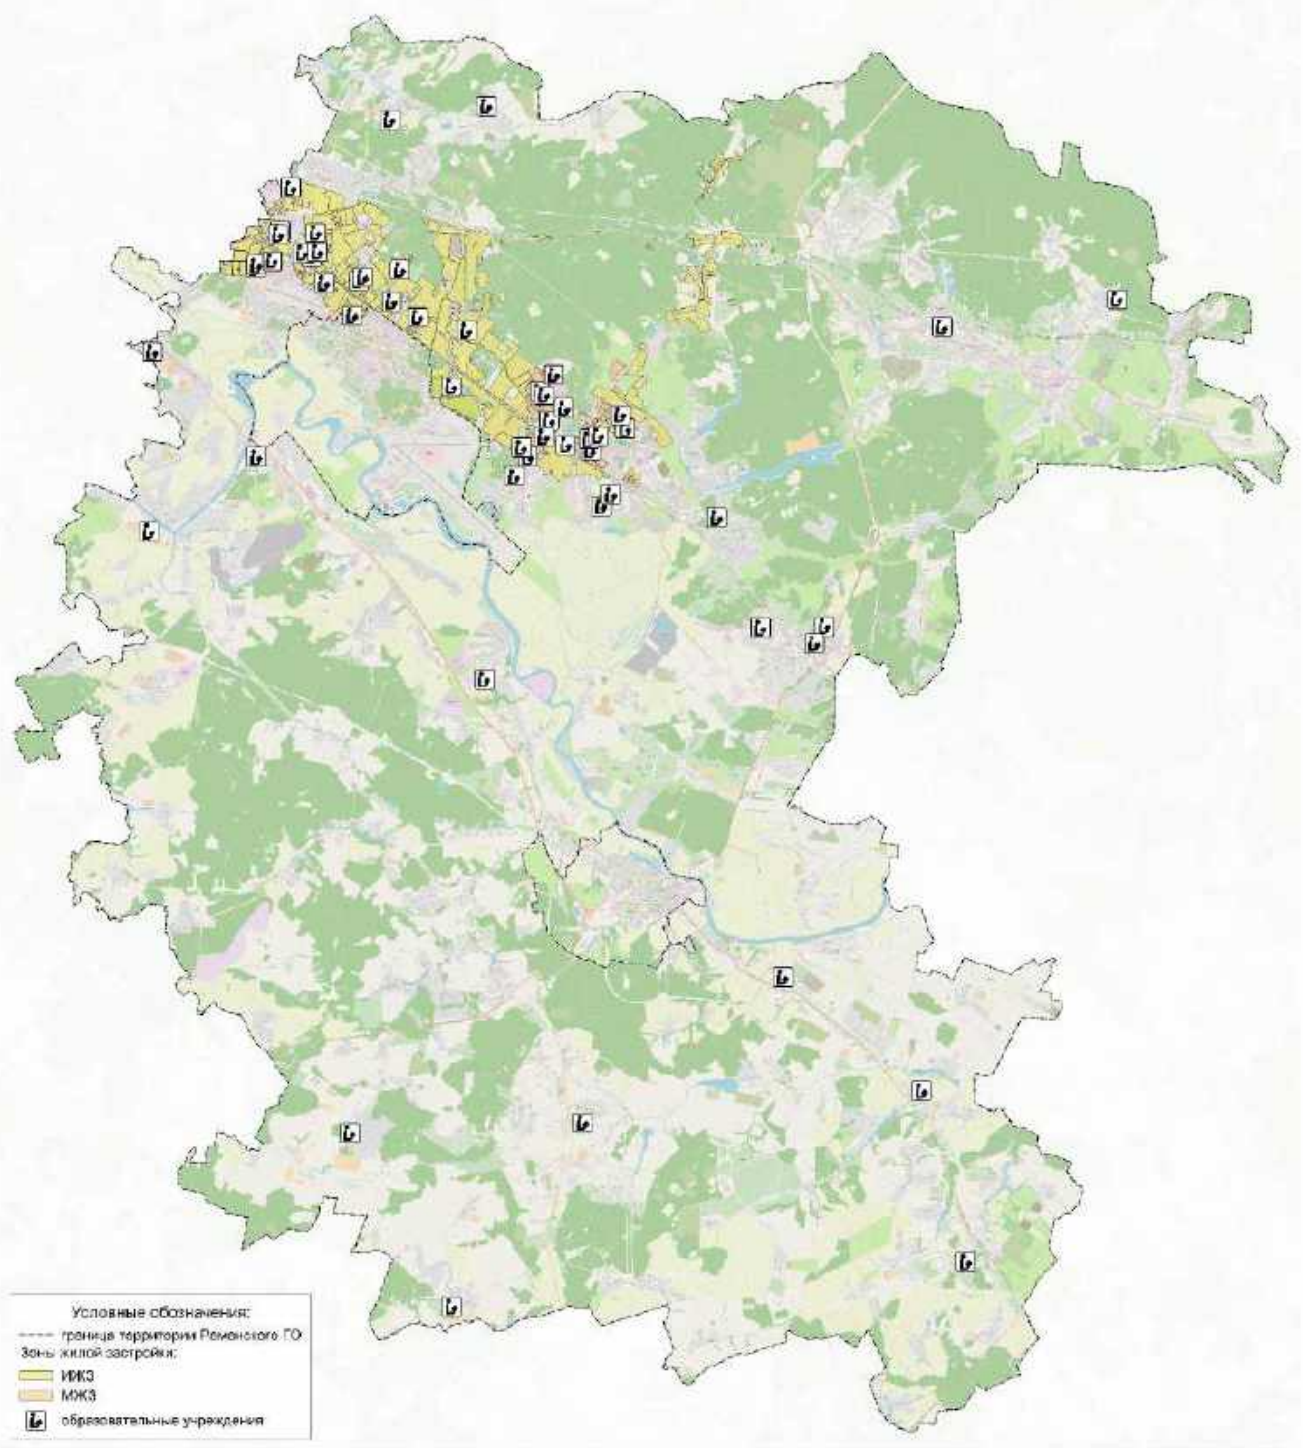 Условные обозначения:
граница территории Раменского ГО
Зоны жилой застройки:
ИЖЗ
МЖЗ
образовательные учреждения